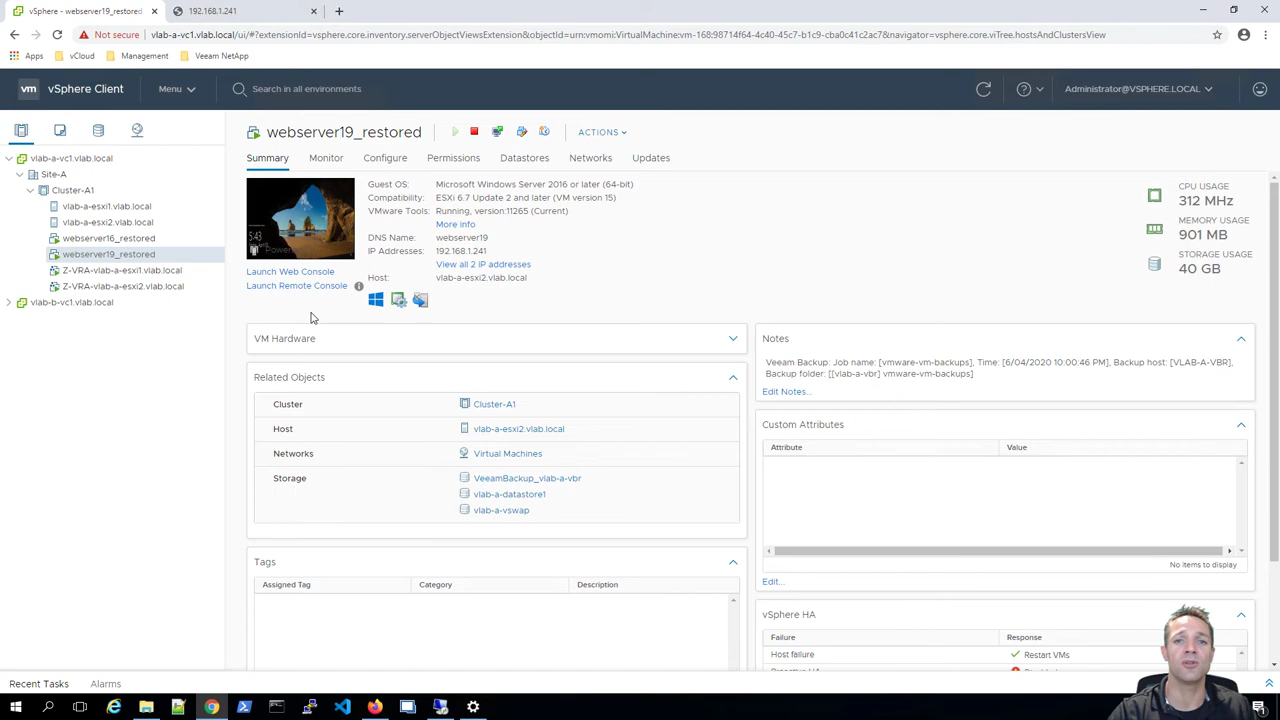 vSphere - webserver19_restored
192.168.1.241
Not secure
vlab-a-vc1.vlab.local/ui/#?extensionId=vsphere.core.inventory.serverObjectViewsExtension&objectId=urn:vmomi:VirtualMachine:vm-168:98714f64-4c40-45c7-b1c9-cba0c41c2ac7&navigator=vsphere.core.viTree.hostsAndClustersView
Apps vCloud Management Veeam NetApp
vm vSphere Client Menu Search in all environments Administrator@VSPHERE.LOCAL
vlab-a-vc1.vlab.local
Site-A
Cluster-A1
vlab-a-esxi1.vlab.local
vlab-a-esxi2.vlab.local
webserver16_restored
webserver19_restored
Z-VRA-vlab-a-esxi1.vlab.local
Z-VRA-vlab-a-esxi2.vlab.local
vlab-b-vc1.vlab.local
webserver19_restored ACTIONS
Summary Monitor Configure Permissions Datastores Networks Updates
5:43
Guest OS: Microsoft Windows Server 2016 or later (64-bit)
Compatibility: ESXi 6.7 Update 2 and later (VM version 15)
VMware Tools: Running, version:11265 (Current)
More info
DNS Name: webserver19
IP Addresses: 192.168.1.241
View all 2 IP addresses
Host: vlab-a-esxi2.vlab.local
Launch Web Console
Launch Remote Console
CPU USAGE
312 MHz
MEMORY USAGE
901 MB
STORAGE USAGE
40 GB
VM Hardware
Related Objects
Cluster Cluster-A1
Host vlab-a-esxi2.vlab.local
Networks Virtual Machines
Storage VeeamBackup_vlab-a-vbr
vlab-a-datastore1
vlab-a-vswap
Tags
Assigned Tag Category Description
Notes
Veeam Backup: Job name: [vmware-vm-backups], Time: [6/04/2020 10:00:46 PM], Backup host: [VLAB-A-VBR],
Backup folder: [[vlab-a-vbr] vmware-vm-backups]
Edit Notes...
Custom Attributes
Attribute Value
No items to display
Edit...
vSphere HA
Failure Response
Host failure Restart VMs
Recent Tasks Alarms